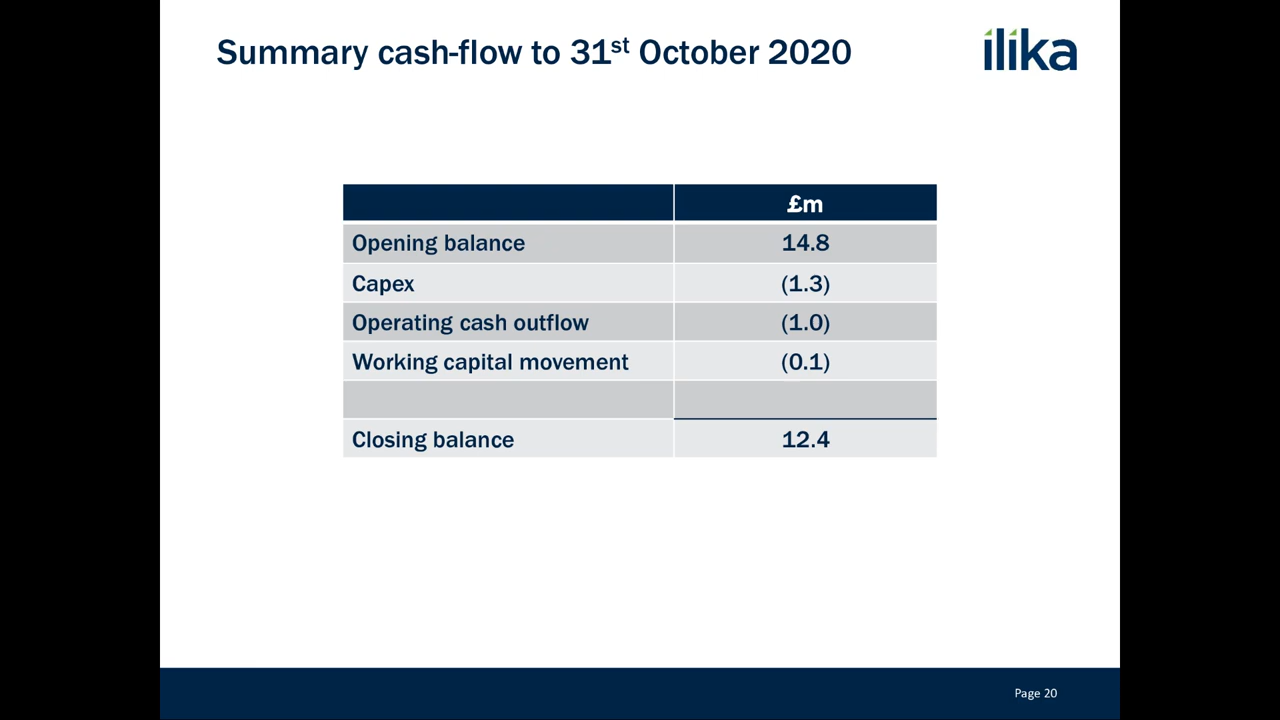 Summary cash-flow to 31st October 2020
ilika
£m
Opening balance 14.8
Capex (1.3)
Operating cash outflow (1.0)
Working capital movement (0.1)
Closing balance 12.4
Page 20